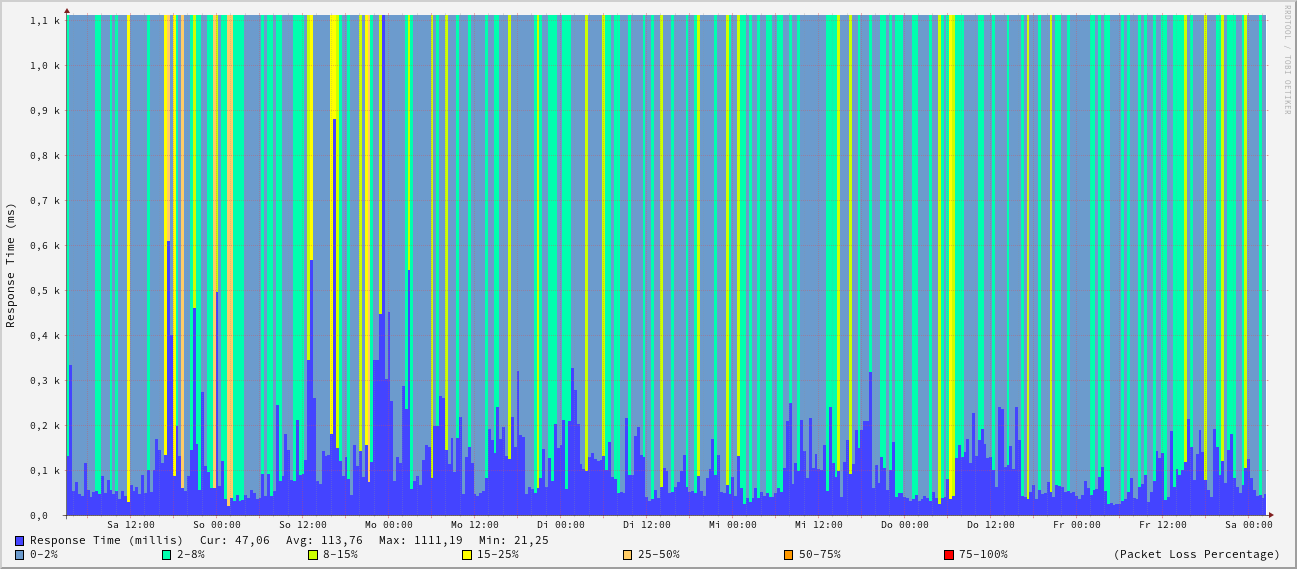 RRDTOOL / TOBI OETIKER
Response Time (ms)
1,1 k
1,0 k
0,9 k
0,8 k
0,7 k
0,6 k
0,5 k
0,4 k
0,3 k
0,2 k
0,1 k
0,0
Sa 12:00 So 00:00 So 12:00 Mo 00:00 Mo 12:00 Di 00:00 Di 12:00 Mi 00:00 Mi 12:00 Do 00:00 Do 12:00 Fr 00:00 Fr 12:00 Sa 00:00
Response Time (millis) Cur: 47,06 Avg: 113,76 Max: 1111,19 Min: 21,25
0-2% 2-8% 8-15% 15-25% 25-50% 50-75% 75-100% (Packet Loss Percentage)